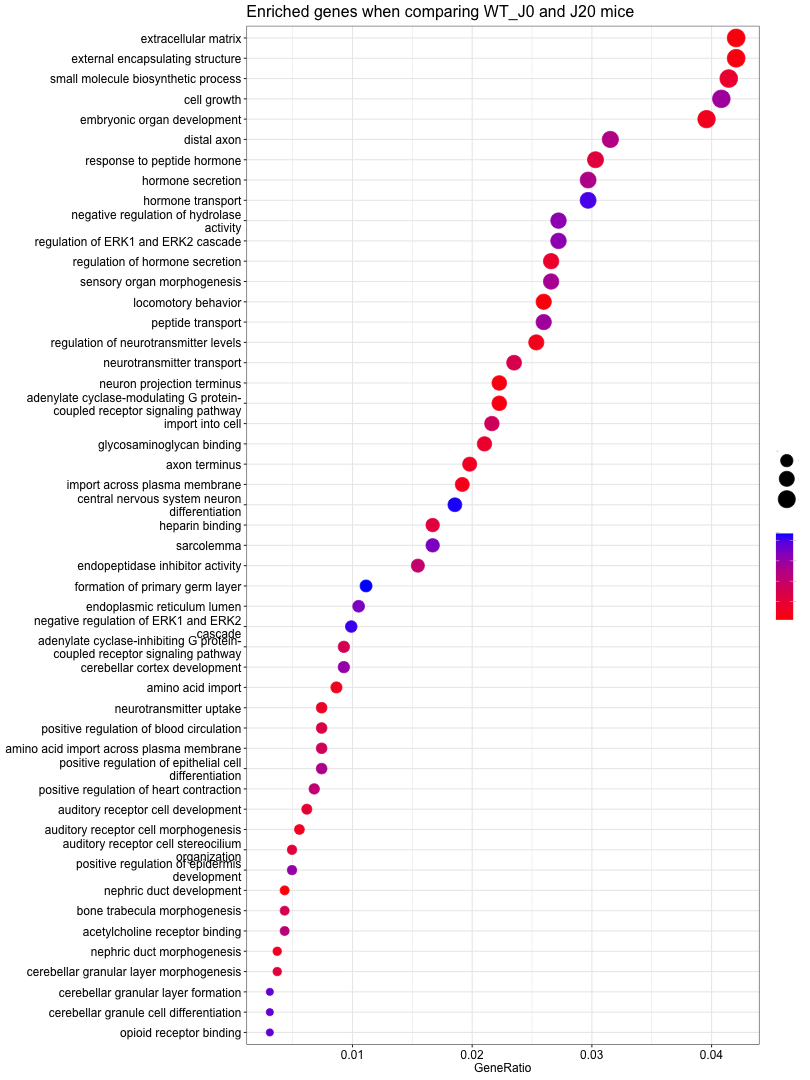 Enriched genes when comparing WT_J0 and J20 mice
extracellular matrix
external encapsulating structure
small molecule biosynthetic process
cell growth
embryonic organ development
distal axon
response to peptide hormone
hormone secretion
hormone transport
negative regulation of hydrolase
activity
regulation of ERK1 and ERK2 cascade
regulation of hormone secretion
sensory organ morphogenesis
locomotory behavior
peptide transport
regulation of neurotransmitter levels
neurotransmitter transport
neuron projection terminus
adenylate cyclase-modulating G protein-
coupled receptor signaling pathway
import into cell
glycosaminoglycan binding
axon terminus
import across plasma membrane
central nervous system neuron
differentiation
heparin binding
sarcolemma
endopeptidase inhibitor activity
formation of primary germ layer
endoplasmic reticulum lumen
negative regulation of ERK1 and ERK2
cascade
adenylate cyclase-inhibiting G protein-
coupled receptor signaling pathway
cerebellar cortex development
amino acid import
neurotransmitter uptake
positive regulation of blood circulation
amino acid import across plasma membrane
positive regulation of epithelial cell
differentiation
positive regulation of heart contraction
auditory receptor cell development
auditory receptor cell morphogenesis
auditory receptor cell stereocilium
organization
positive regulation of epidermis
development
nephric duct development
bone trabecula morphogenesis
acetylcholine receptor binding
nephric duct morphogenesis
cerebellar granular layer morphogenesis
cerebellar granular layer formation
cerebellar granule cell differentiation
opioid receptor binding
0.01 0.02 0.03 0.04
GeneRatio